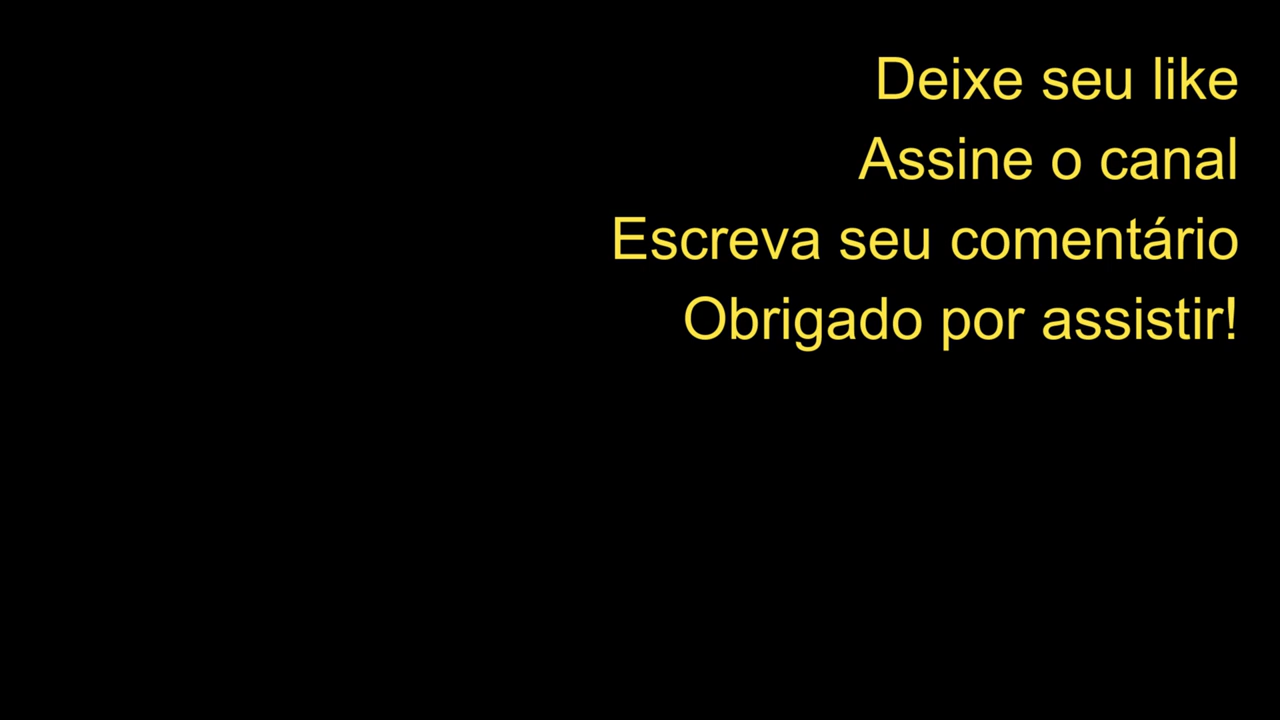 Deixe seu like
Assine o canal
Escreva seu comentário
Obrigado por assistir!